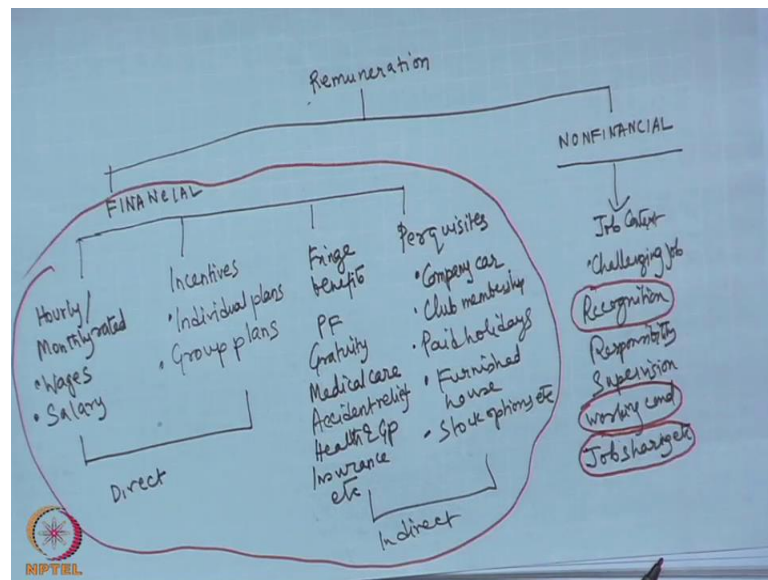 Remuneration
FINANCIAL
Hourly/
Monthly rated
• Wages
• Salary
Incentives
• Individual plans
• Group plans
Direct
Fringe
benefits
PF
Gratuity
Medical care
Accident relief
Health & Gp
Insurance
etc
Perquisites
• Company car
• Club membership
• Paid holidays
• Furnished
house
• Stock options etc
Indirect
NONFINANCIAL
Job Context
• Challenging Job
Recognition
Responsibility
Supervision
Working cond
Job sharing etc
NPTEL